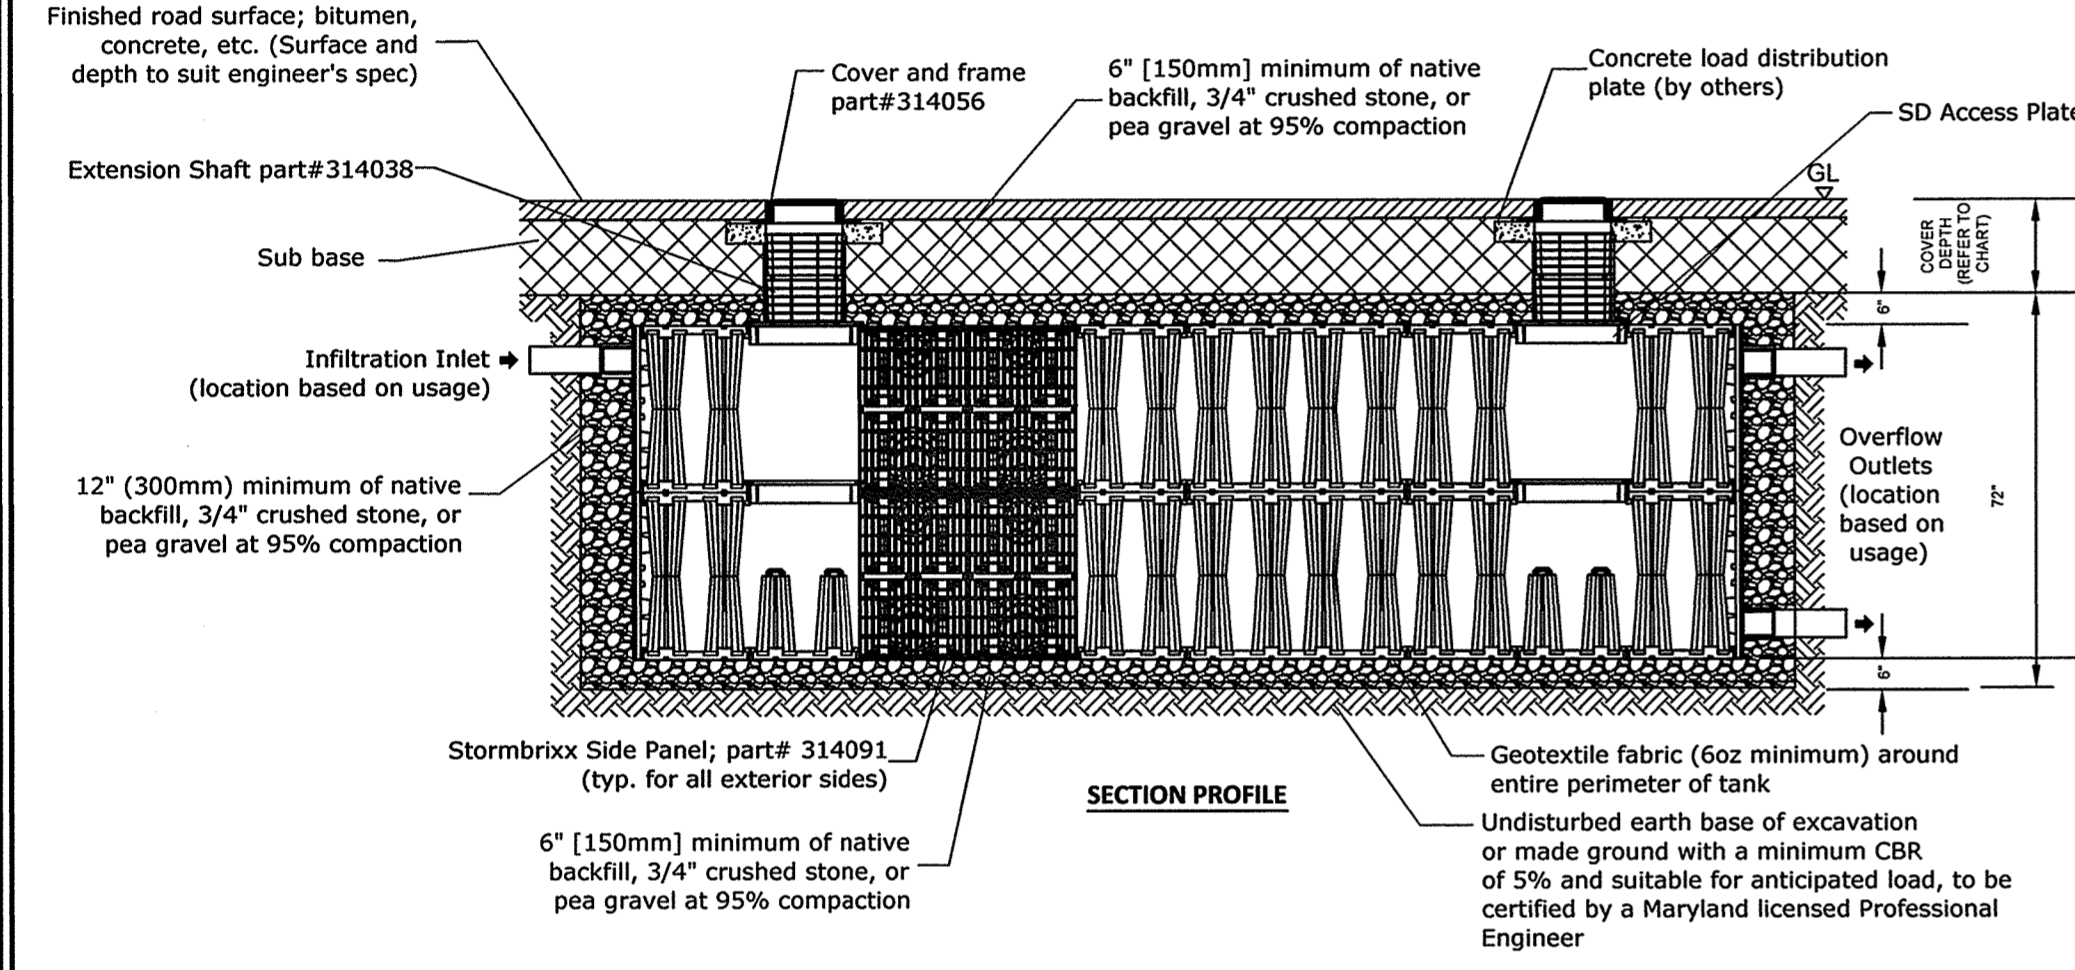 Finished road surface; bitumen,
concrete, etc. (Surface and
depth to suit engineer's spec)
Cover and frame
part#314056
6" [150mm] minimum of native
backfill, 3/4" crushed stone, or
pea gravel at 95% compaction
Concrete load distribution
plate (by others)
SD Access Plate
Extension Shaft part#314038
GL
Sub base
COVER
DEPTH
(REFER TO
CHART)
6"
Infiltration Inlet
(location based on usage)
12" (300mm) minimum of native
backfill, 3/4" crushed stone, or
pea gravel at 95% compaction
Overflow
Outlets
(location
based on
usage)
72"
6"
Stormbrixx Side Panel; part# 314091
(typ. for all exterior sides)
SECTION PROFILE
Geotextile fabric (6oz minimum) around
entire perimeter of tank
6" [150mm] minimum of native
backfill, 3/4" crushed stone, or
pea gravel at 95% compaction
Undisturbed earth base of excavation
or made ground with a minimum CBR
of 5% and suitable for anticipated load, to be
certified by a Maryland licensed Professional
Engineer